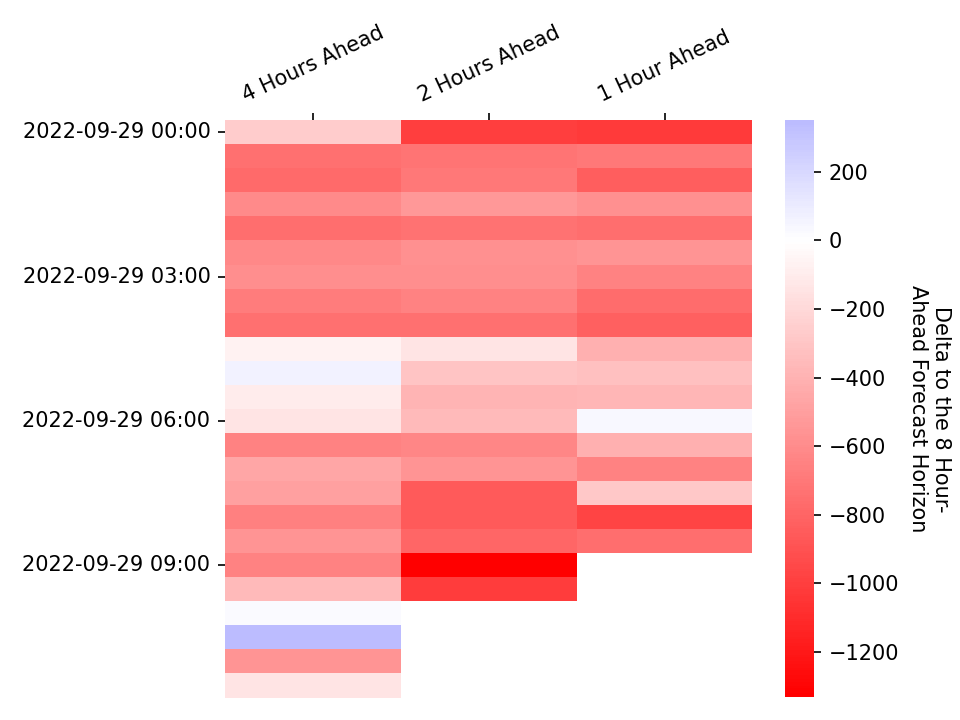 4 Hours Ahead
2 Hours Ahead
1 Hour Ahead
2022-09-29 00:00
2022-09-29 03:00
2022-09-29 06:00
2022-09-29 09:00
200
0
−200
−400
−600
−800
−1000
−1200
Delta to the 8 Hour-
Ahead Forecast Horizon